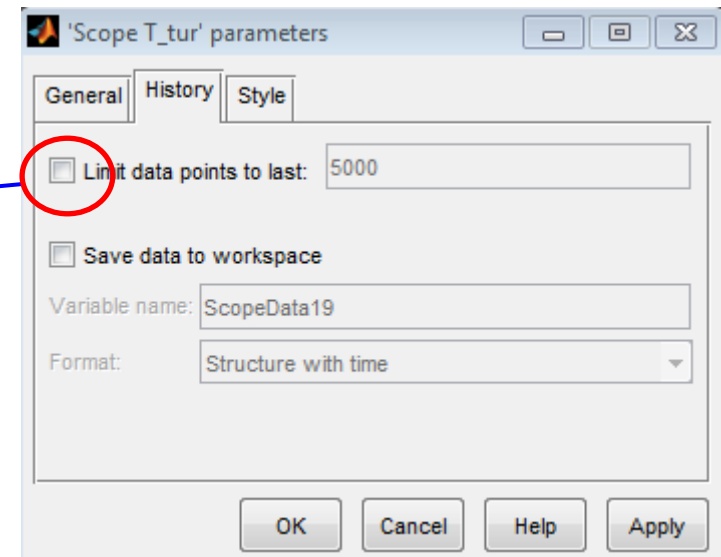 'Scope T_tur' parameters
General History Style
Limit data points to last: 5000
Save data to workspace
Variable name: ScopeData19
Format: Structure with time
OK Cancel Help Apply